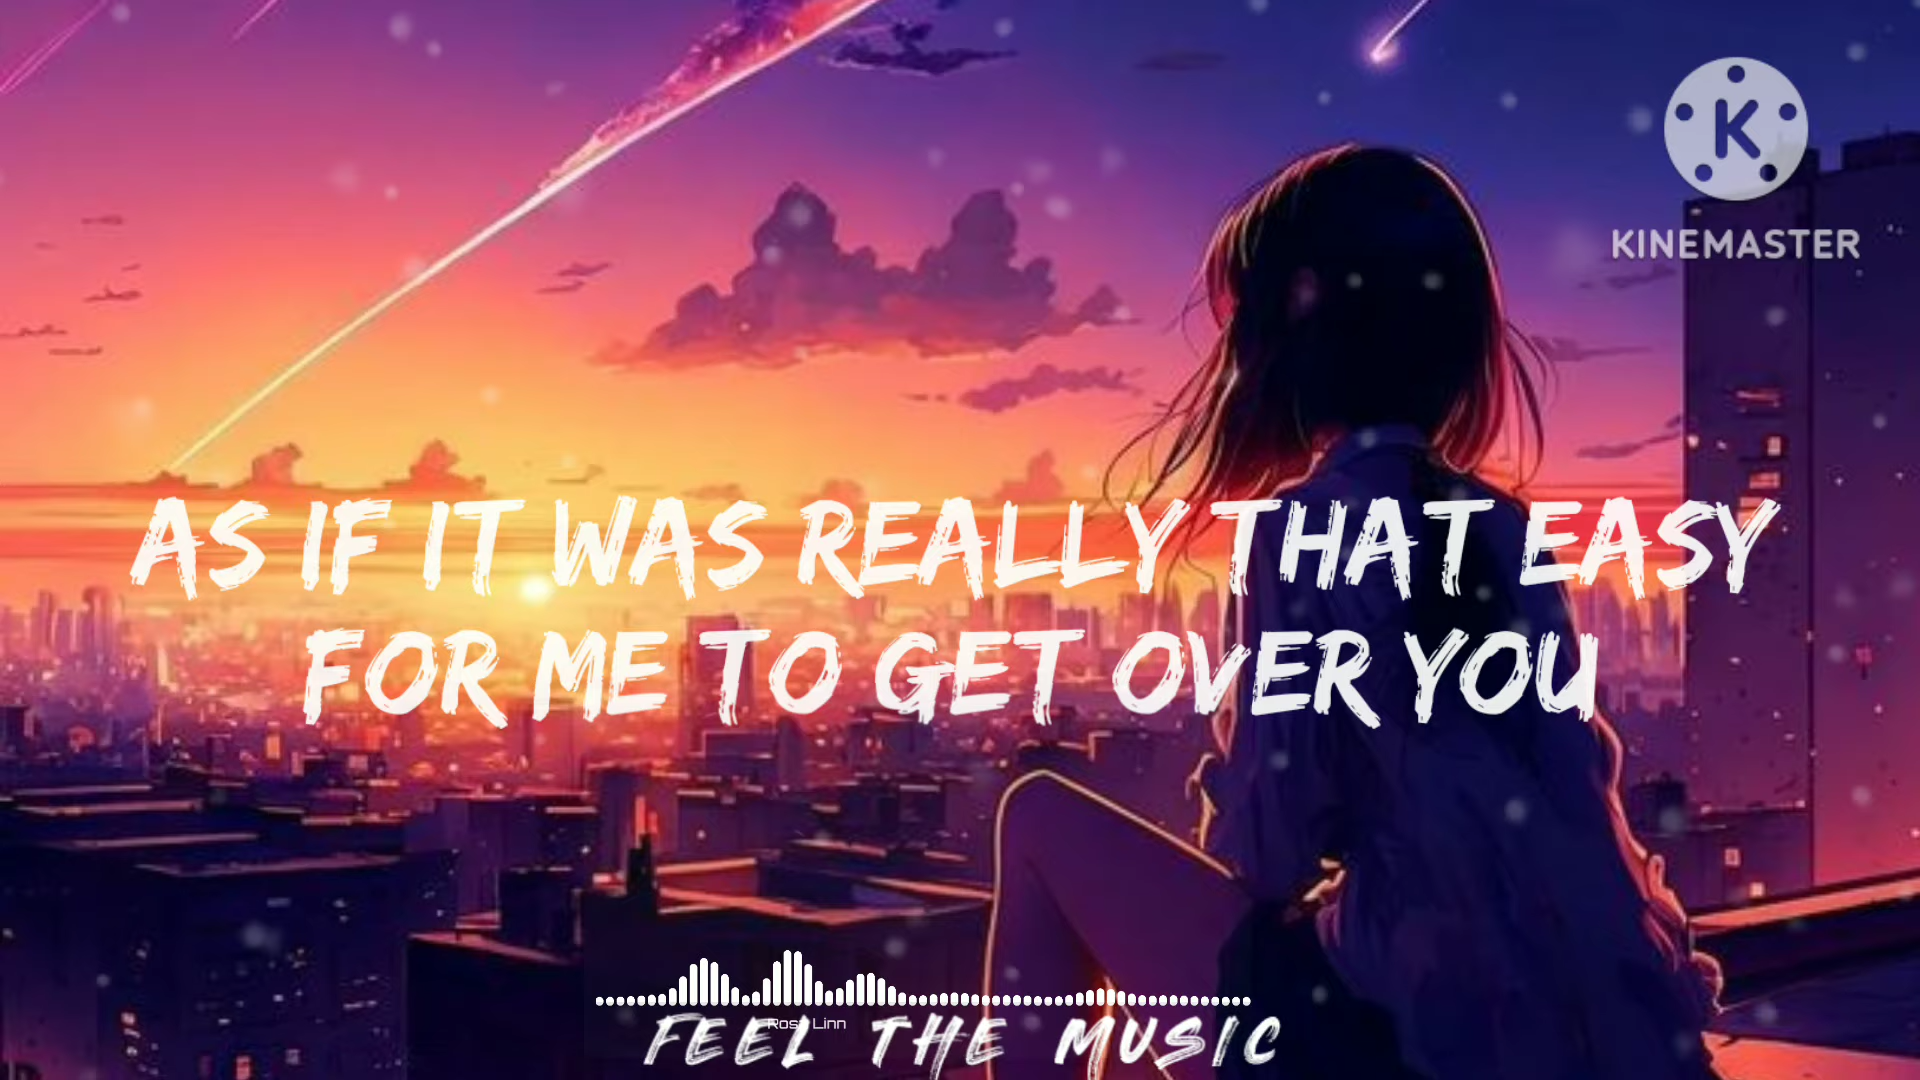 K
KINEMASTER
AS IF IT WAS REALLY THAT EASY
FOR ME TO GET OVER YOU
Rosa Linn
FEEL THE MUSIC